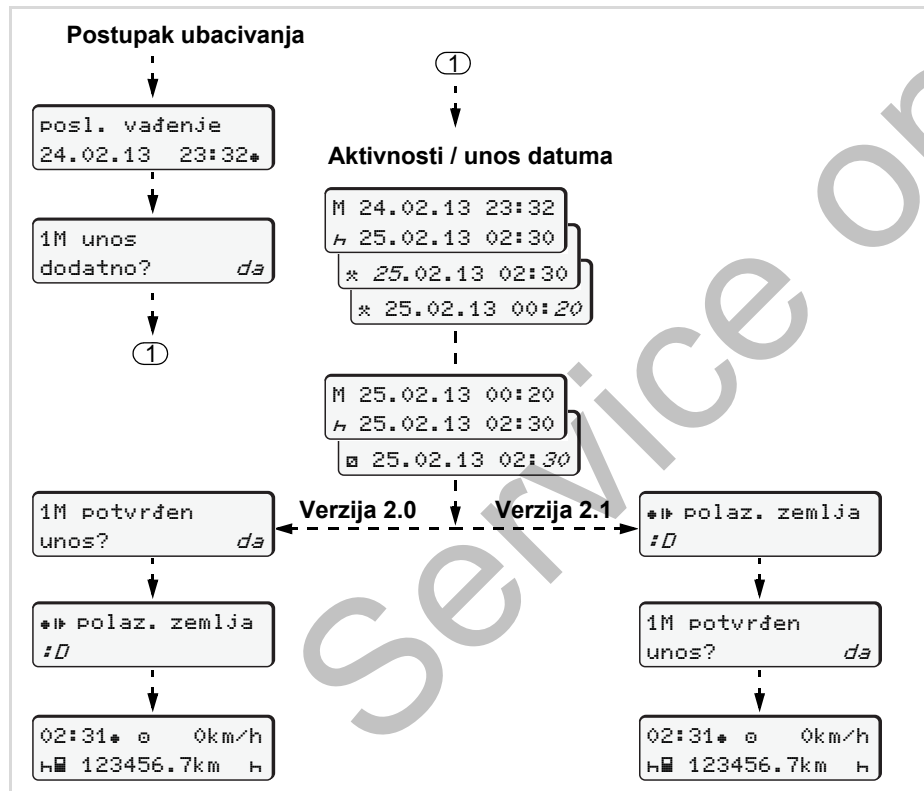 Postupak ubacivanja
posl. vađenje
24.02.13 23:32
1M unos
dodatno? da
1
1
Aktivnosti / unos datuma
M 24.02.13 23:32
25.02.13 02:30
25.02.13 02:30
25.02.13 00:20
M 25.02.13 00:20
25.02.13 02:30
25.02.13 02:30
Verzija 2.0
Verzija 2.1
1M potvrđen
unos? da
polaz. zemlja
:D
02:31 0km/h
123456.7km
polaz. zemlja
:D
1M potvrđen
unos? da
02:31 0km/h
123456.7km
Service o